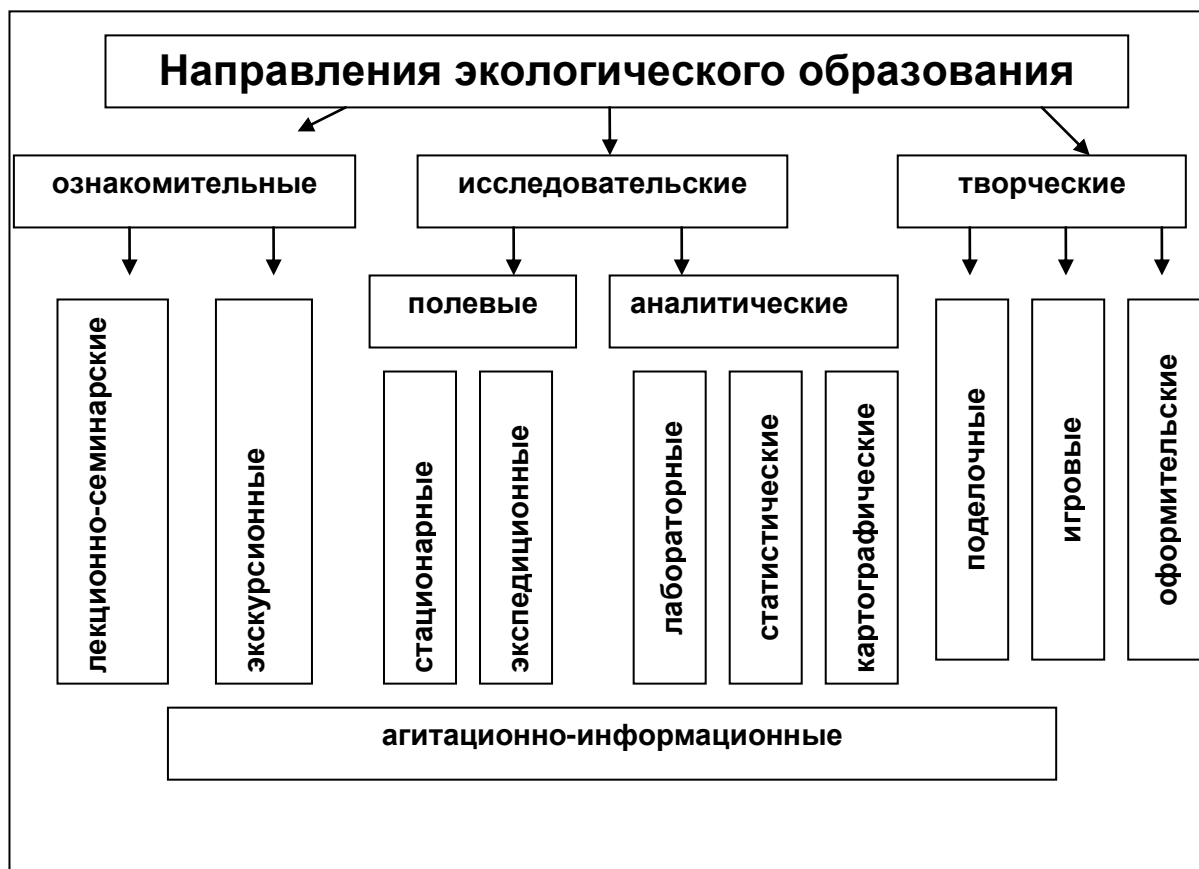 Направления экологического образования
ознакомительные
исследовательские
творческие
полевые
аналитические
лекционно-семинарские
экскурсионные
стационарные
экспедиционные
лабораторные
статистические
картографические
поделочные
игровые
оформительские
агитационно-информационные